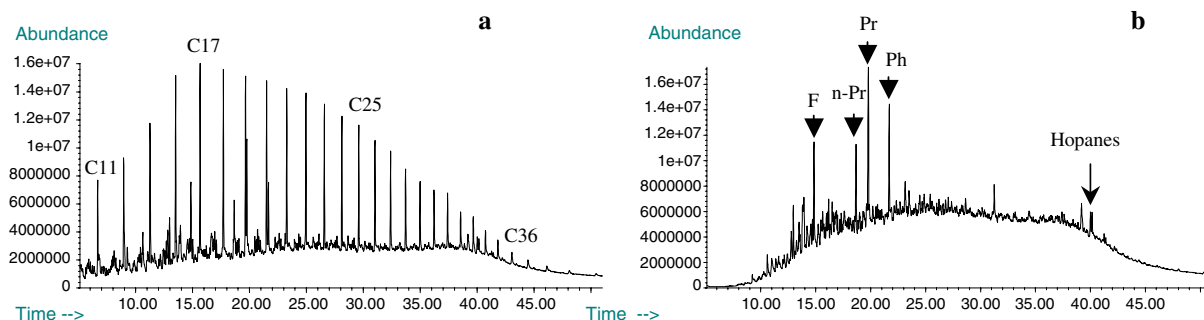 a
Abundance
C17
1.6e+07
1.4e+07
1.2e+07
1e+07
8000000
6000000
4000000
2000000
0
C11
C25
C36
10.00 15.00 20.00 25.00 30.00 35.00 40.00 45.00
Time -->
b
Abundance
Pr
Ph
n-Pr
F
Hopanes
1.6e+07
1.4e+07
1.2e+07
1e+07
8000000
6000000
4000000
2000000
0
10.00 15.00 20.00 25.00 30.00 35.00 40.00 45.00
Time -->